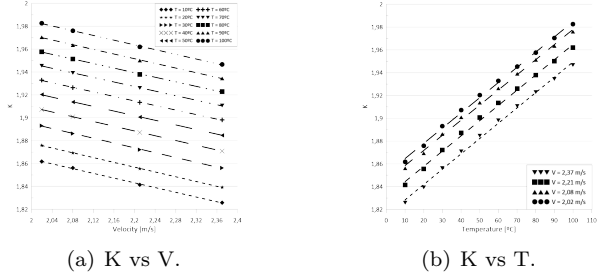 2
1,98
1,96
1,94
1,92
1,9
1,88
1,86
1,84
1,82
K
2 2,04 2,08 2,12 2,16 2,2 2,24 2,28 2,32 2,36 2,4
Velocity [m/s]
T = 10ºC T = 60ºC
T = 20ºC T = 70ºC
T = 30ºC T = 80ºC
T = 40ºC T = 90ºC
T = 50ºC T = 100ºC
(a) K vs V.
2
1,98
1,96
1,94
1,92
1,9
1,88
1,86
1,84
1,82
K
0 10 20 30 40 50 60 70 80 90 100 110
Temperature [ºC]
V = 2,37 m/s
V = 2,21 m/s
V = 2,08 m/s
V = 2,02 m/s
(b) K vs T.